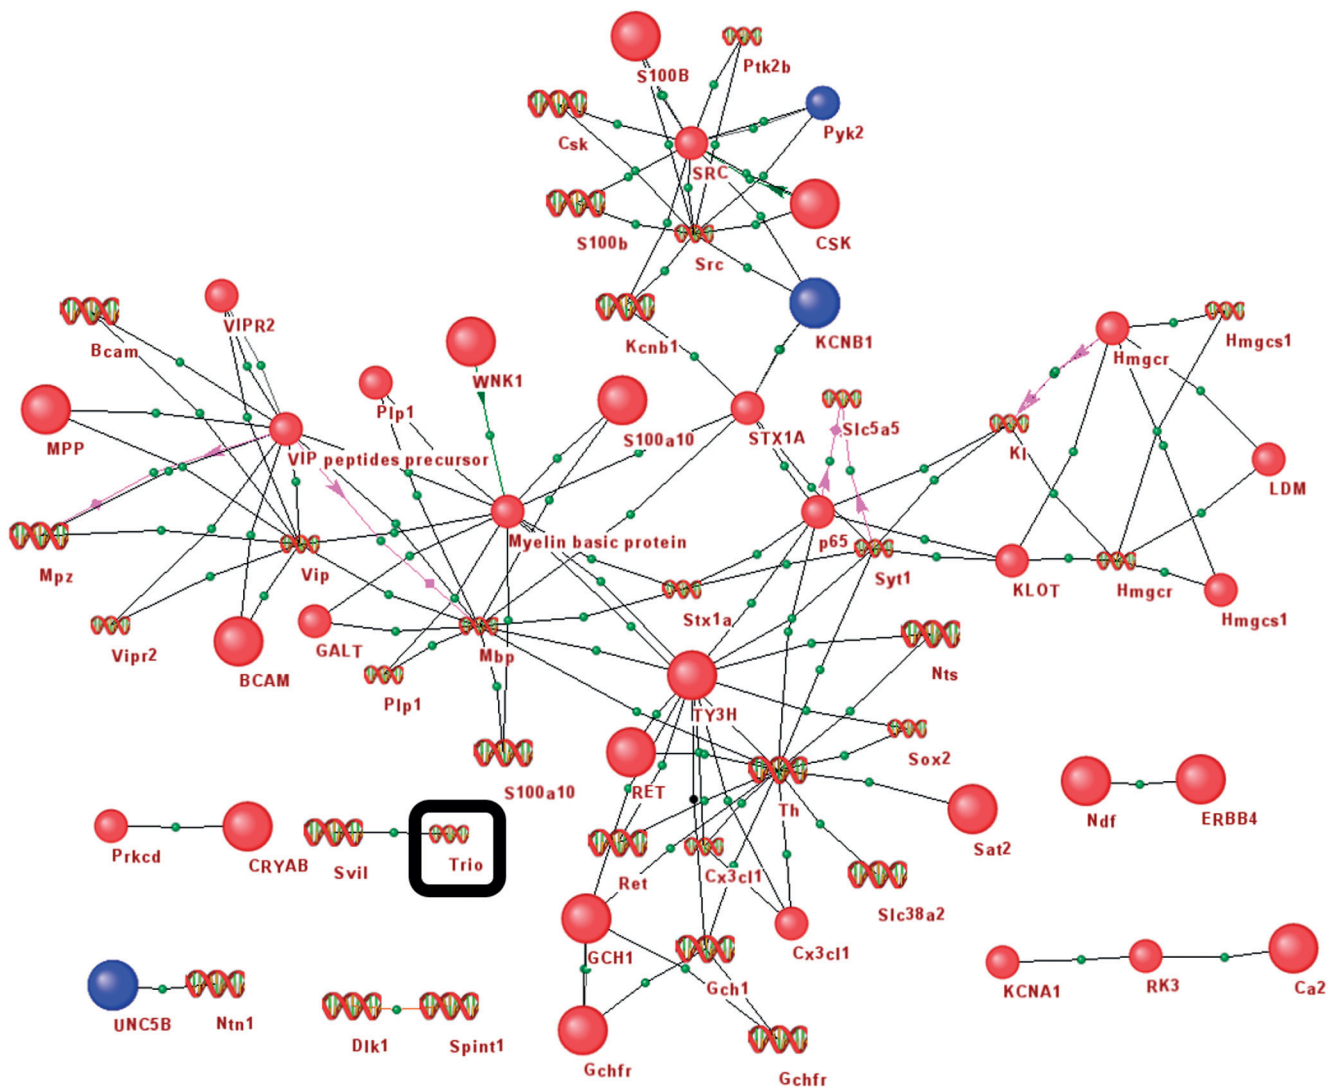 S100B
Ptk2b
Csk
Pyk2
SRC
S100b
CSK
Src
Bcam
VIPR2
WNK1
Kcnb1
KCNB1
Hmgcr
Hmgcs1
MPP
Plp1
S100a10
STX1A
Slc5a5
VIP peptides precursor
Kl
LDM
Mpz
Vip
Myelin basic protein
p65
Syt1
KLOT
Hmgcr
Hmgcs1
Vipr2
BCAM
GALT
Plp1
Mbp
Stx1a
TY3H
Nts
Sox2
S100a10
RET
Th
Sat2
Ndf
ERBB4
Prkcd
CRYAB
Svil
Trio
Ret
Cx3cl1
Slc38a2
GCH1
Gch1
Cx3cl1
KCNA1
RK3
Ca2
UNC5B
Ntn1
Dlk1
Spint1
Gchfr
Gchfr